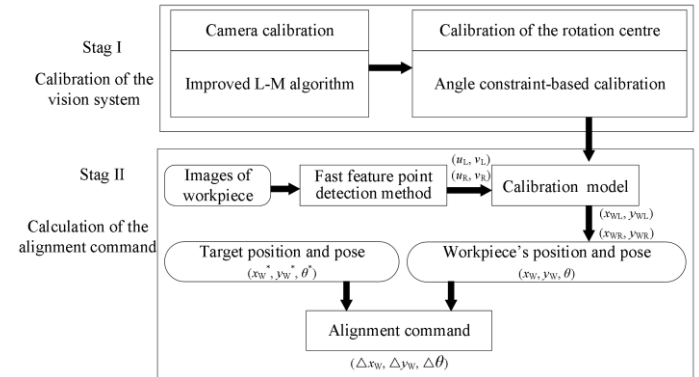 Stag I
Calibration of the
vision system
Camera calibration
Improved L-M algorithm
Calibration of the rotation centre
Angle constraint-based calibration
Stag II
Calculation of the
alignment command
Images of
workpiece
Fast feature point
detection method
(uL, vL)
(uR, vR)
Calibration model
(xWL, yWL)
(xWR, yWR)
Target position and pose
(xW*, yW*, θ*)
Workpiece's position and pose
(xW, yW, θ)
Alignment command
(△xW, △yW, △θ)